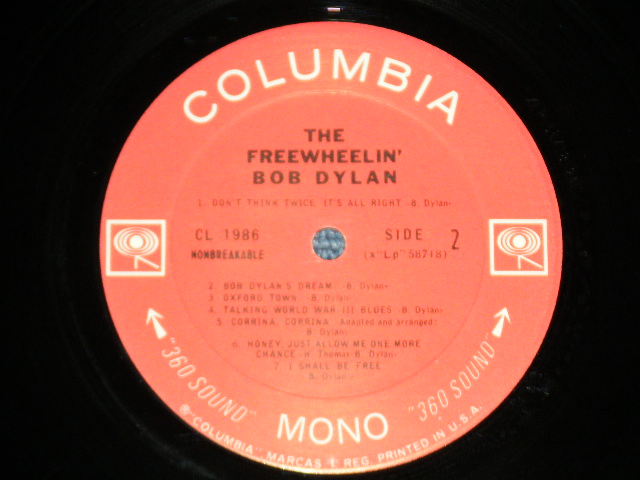 COLUMBIA
THE
FREEWHEELIN'
BOB DYLAN
1. DON'T THINK TWICE, IT'S ALL RIGHT -B. Dylan-
CL 1986
NONBREAKABLE
SIDE 2
(x"Lp"58718)
2. BOB DYLAN'S DREAM -B. Dylan-
3. OXFORD TOWN -B. Dylan-
4. TALKING WORLD WAR III BLUES -B. Dylan-
5. CORRINA, CORRINA -Adapted and arranged:
B. Dylan-
6. HONEY, JUST ALLOW ME ONE MORE
CHANCE -H. Thomas-B. Dylan-
7. I SHALL BE FREE
-B. Dylan-
"360 SOUND"
MONO
"360 SOUND"
® "COLUMBIA" MARCAS REG. PRINTED IN U.S.A.